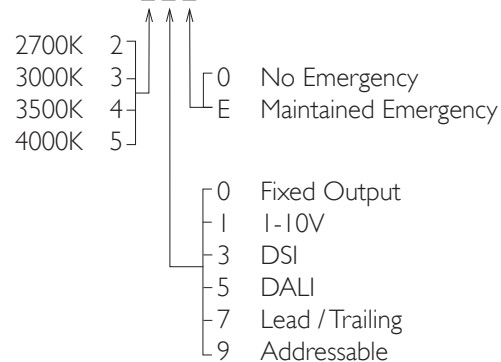 2700K 2
3000K 3
3500K 4
4000K 5
0 No Emergency
E Maintained Emergency
0 Fixed Output
1 1-10V
3 DSI
5 DALI
7 Lead / Trailing
9 Addressable